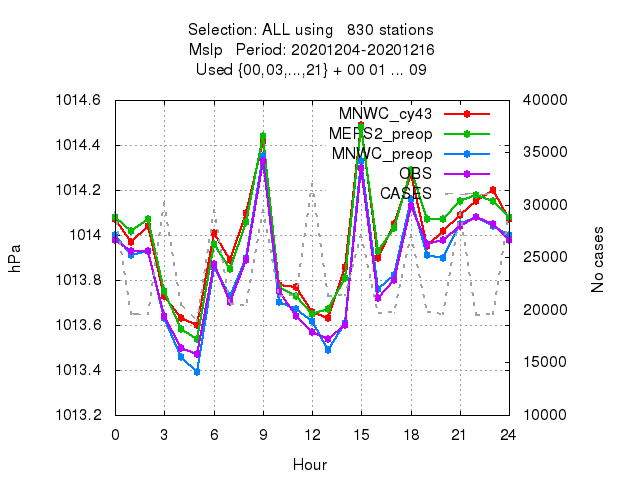 Selection: ALL using   830 stations
Mslp   Period: 20201204-20201216
Used {00,03,...,21} + 00 01 ... 09
1014.6
1014.4
1014.2
1014
1013.8
1013.6
1013.4
1013.2
hPa
MNWC_cy43
MEPS2_preop
MNWC_preop
OBS
CASES
40000
35000
30000
25000
20000
15000
10000
No cases
0 3 6 9 12 15 18 21 24
Hour